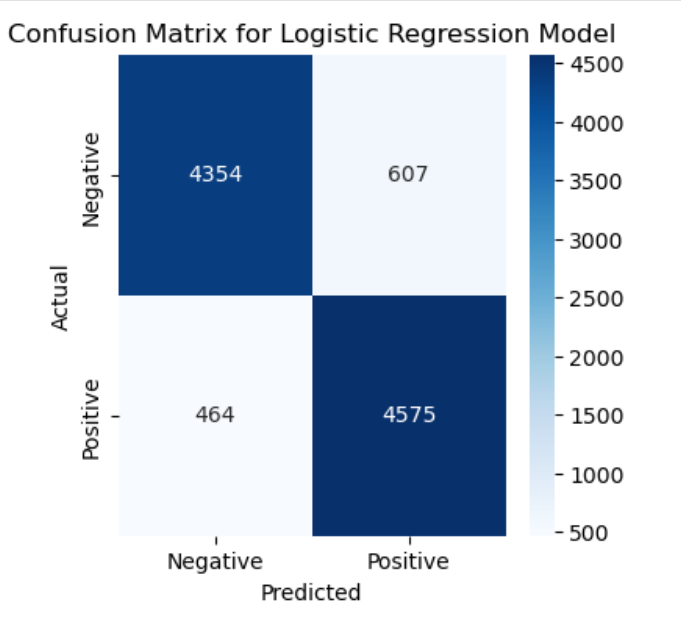 Confusion Matrix for Logistic Regression Model
Actual
Negative
Positive
4354
607
464
4575
Negative
Positive
Predicted
4500
4000
3500
3000
2500
2000
1500
1000
500